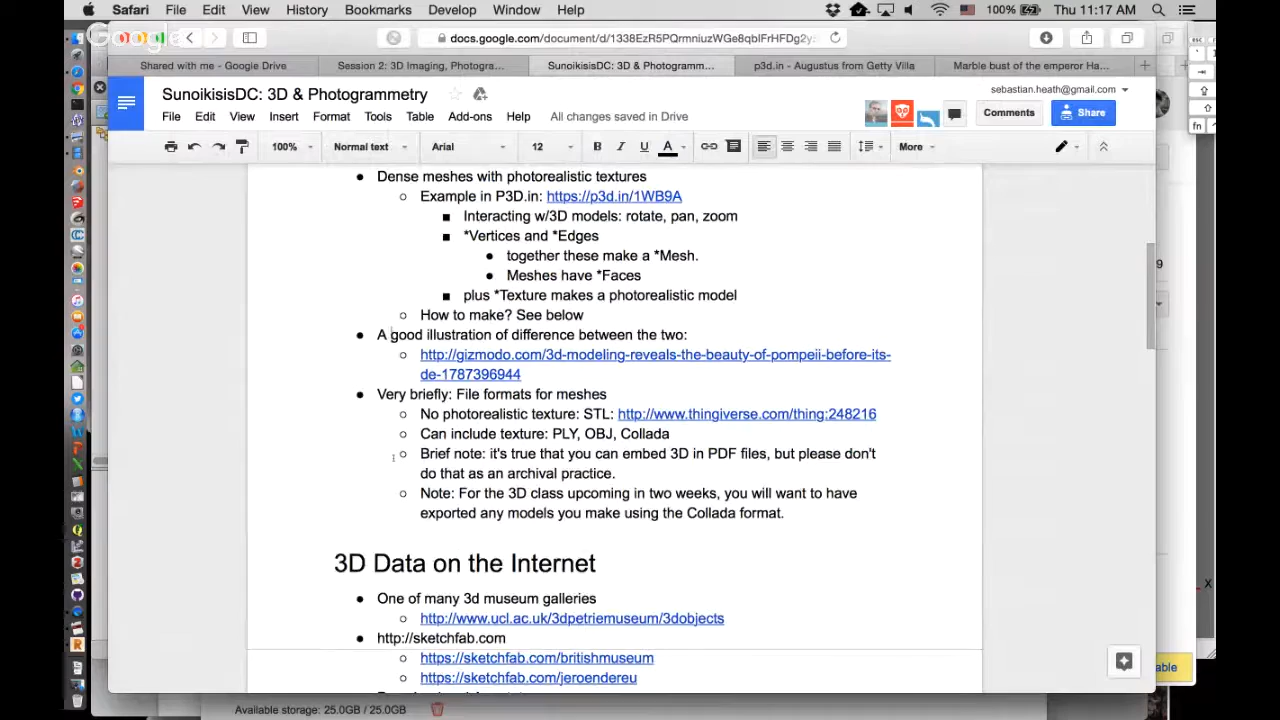 Safari File Edit View History Bookmarks Develop Window Help 100% Thu 11:17 AM
Google
docs.google.com/document/d/1338EzR5PQrmniuzWGe8qbIFrHFDg2y
Shared with me - Google Drive Session 2: 3D Imaging, Photogra... SunoikisisDC: 3D & Photogramm... p3d.in - Augustus from Getty Villa Marble bust of the emperor Ha...
SunoikisisDC: 3D & Photogrammetry
sebastian.heath@gmail.com
File Edit View Insert Format Tools Table Add-ons Help All changes saved in Drive
Comments Share
100% Normal text Arial 12 B I U A More
fn
Dense meshes with photorealistic textures
Example in P3D.in: https://p3d.in/1WB9A
Interacting w/3D models: rotate, pan, zoom
*Vertices and *Edges
together these make a *Mesh.
Meshes have *Faces
plus *Texture makes a photorealistic model
How to make? See below
A good illustration of difference between the two:
http://gizmodo.com/3d-modeling-reveals-the-beauty-of-pompeii-before-its-
de-1787396944
Very briefly: File formats for meshes
No photorealistic texture: STL: http://www.thingiverse.com/thing:248216
Can include texture: PLY, OBJ, Collada
Brief note: it's true that you can embed 3D in PDF files, but please don't
do that as an archival practice.
Note: For the 3D class upcoming in two weeks, you will want to have
exported any models you make using the Collada format.
3D Data on the Internet
One of many 3d museum galleries
http://www.ucl.ac.uk/3dpetriemuseum/3dobjects
http://sketchfab.com
https://sketchfab.com/britishmuseum
https://sketchfab.com/jeroendereu
able
X
9
Available storage: 25.0GB / 25.0GB